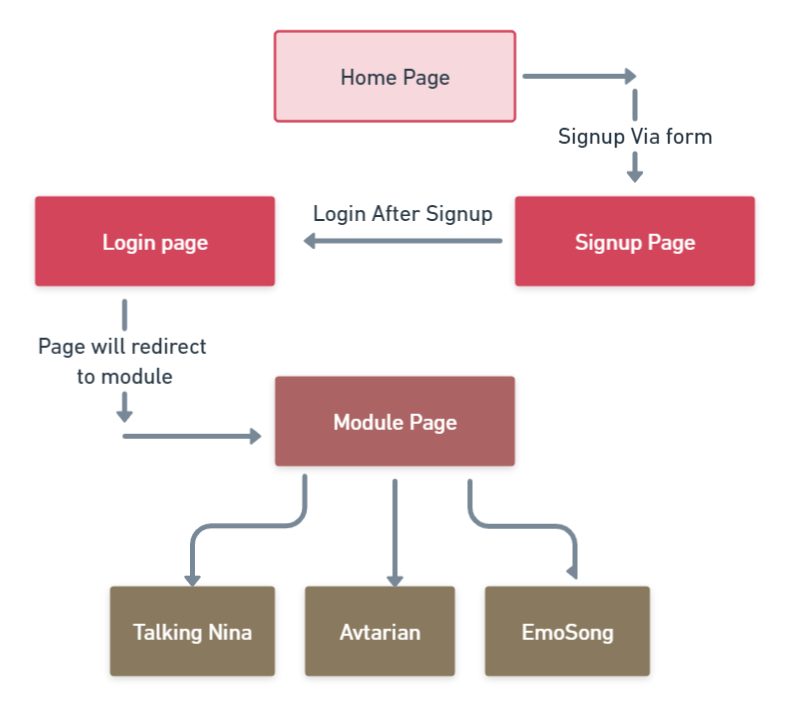 Home Page
Signup Via form
Login After Signup
Login page
Signup Page
Page will redirect
to module
Module Page
Talking Nina
Avtarian
EmoSong